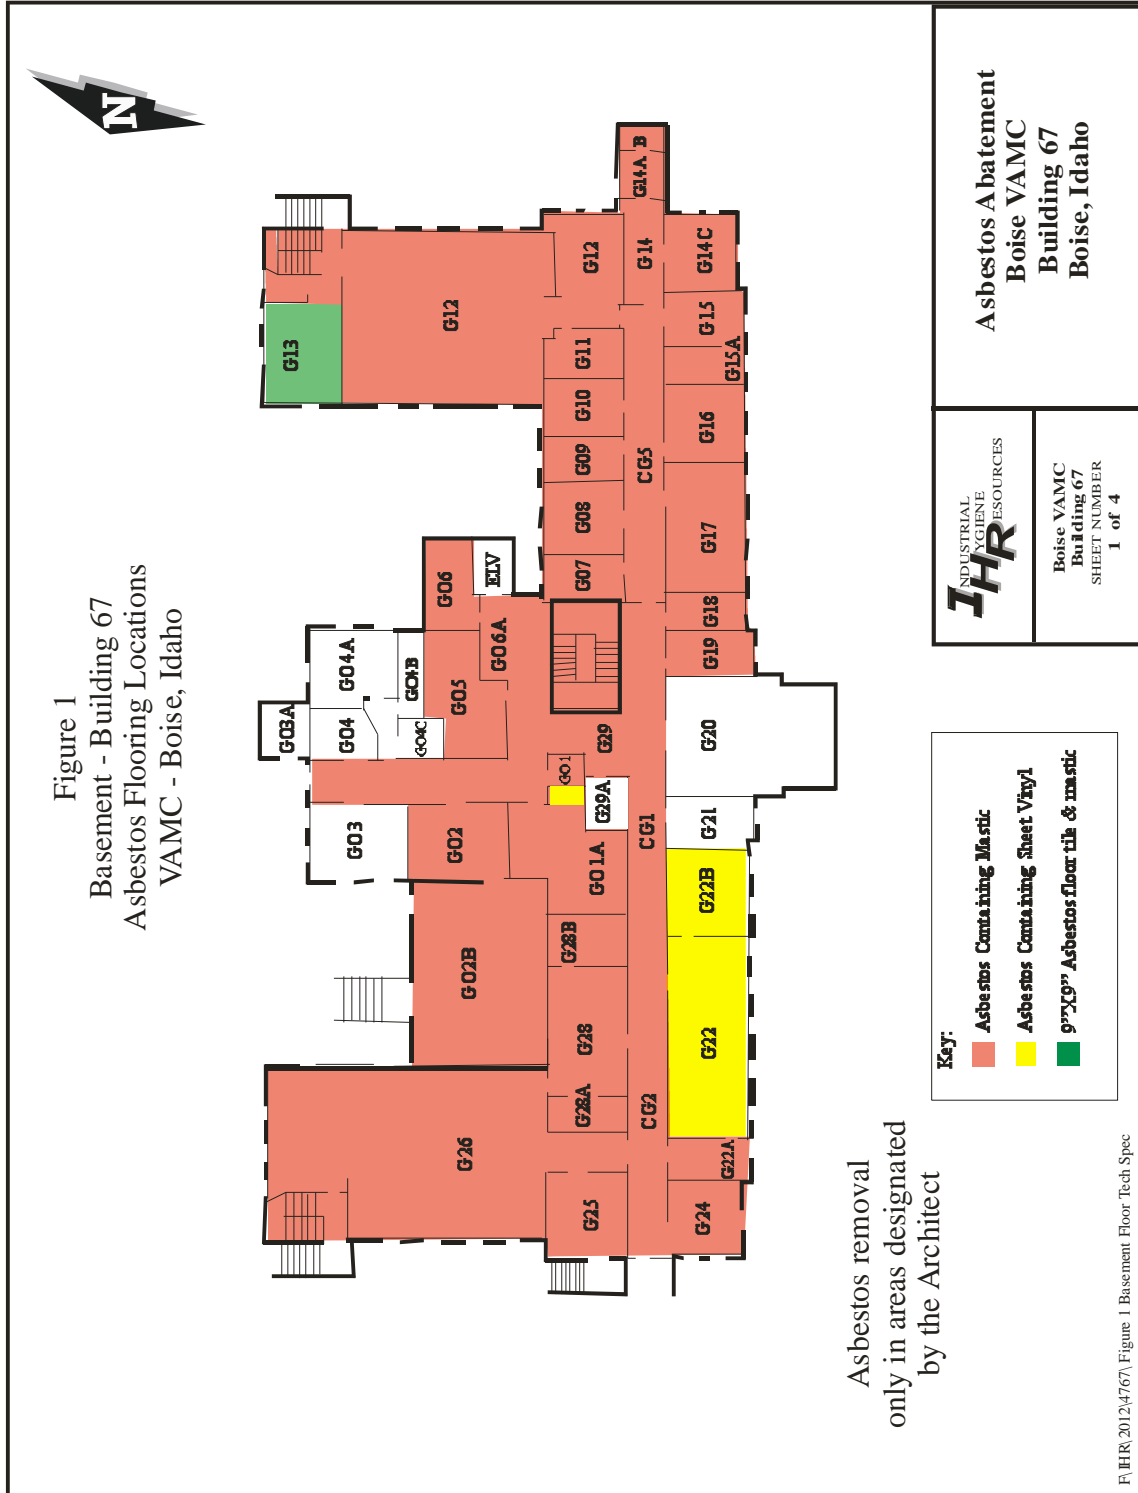 Figure 1
Basement - Building 67
Asbestos Flooring Locations
VAMC - Boise, Idaho
N
G26
G25
G24
G22A
G28A
G28
G28B
G02B
CG2
G22
G22B
G01A
G02
G03
G03A
G04
G04A
G04B
G04C
G05
G06
G06A
ELV
G01
G29A
G29
CG1
G21
G20
G19
G18
G17
G16
G15A
G15
G14C
G14
G14A B
CG5
G07
G08
G09
G10
G11
G12
G12
G13
Asbestos removal
only in areas designated
by the Architect
Key:
Asbestos Containing Mastic
Asbestos Containing Sheet Vinyl
9"X9" Asbestos floor tile & mastic
INDUSTRIAL
HYGIENE
RESOURCES
Boise VAMC
Building 67
SHEET NUMBER
1 of 4
Asbestos Abatement
Boise VAMC
Building 67
Boise, Idaho
F\IHR\2012\4767\ Figure 1 Basement Floor Tech Spec